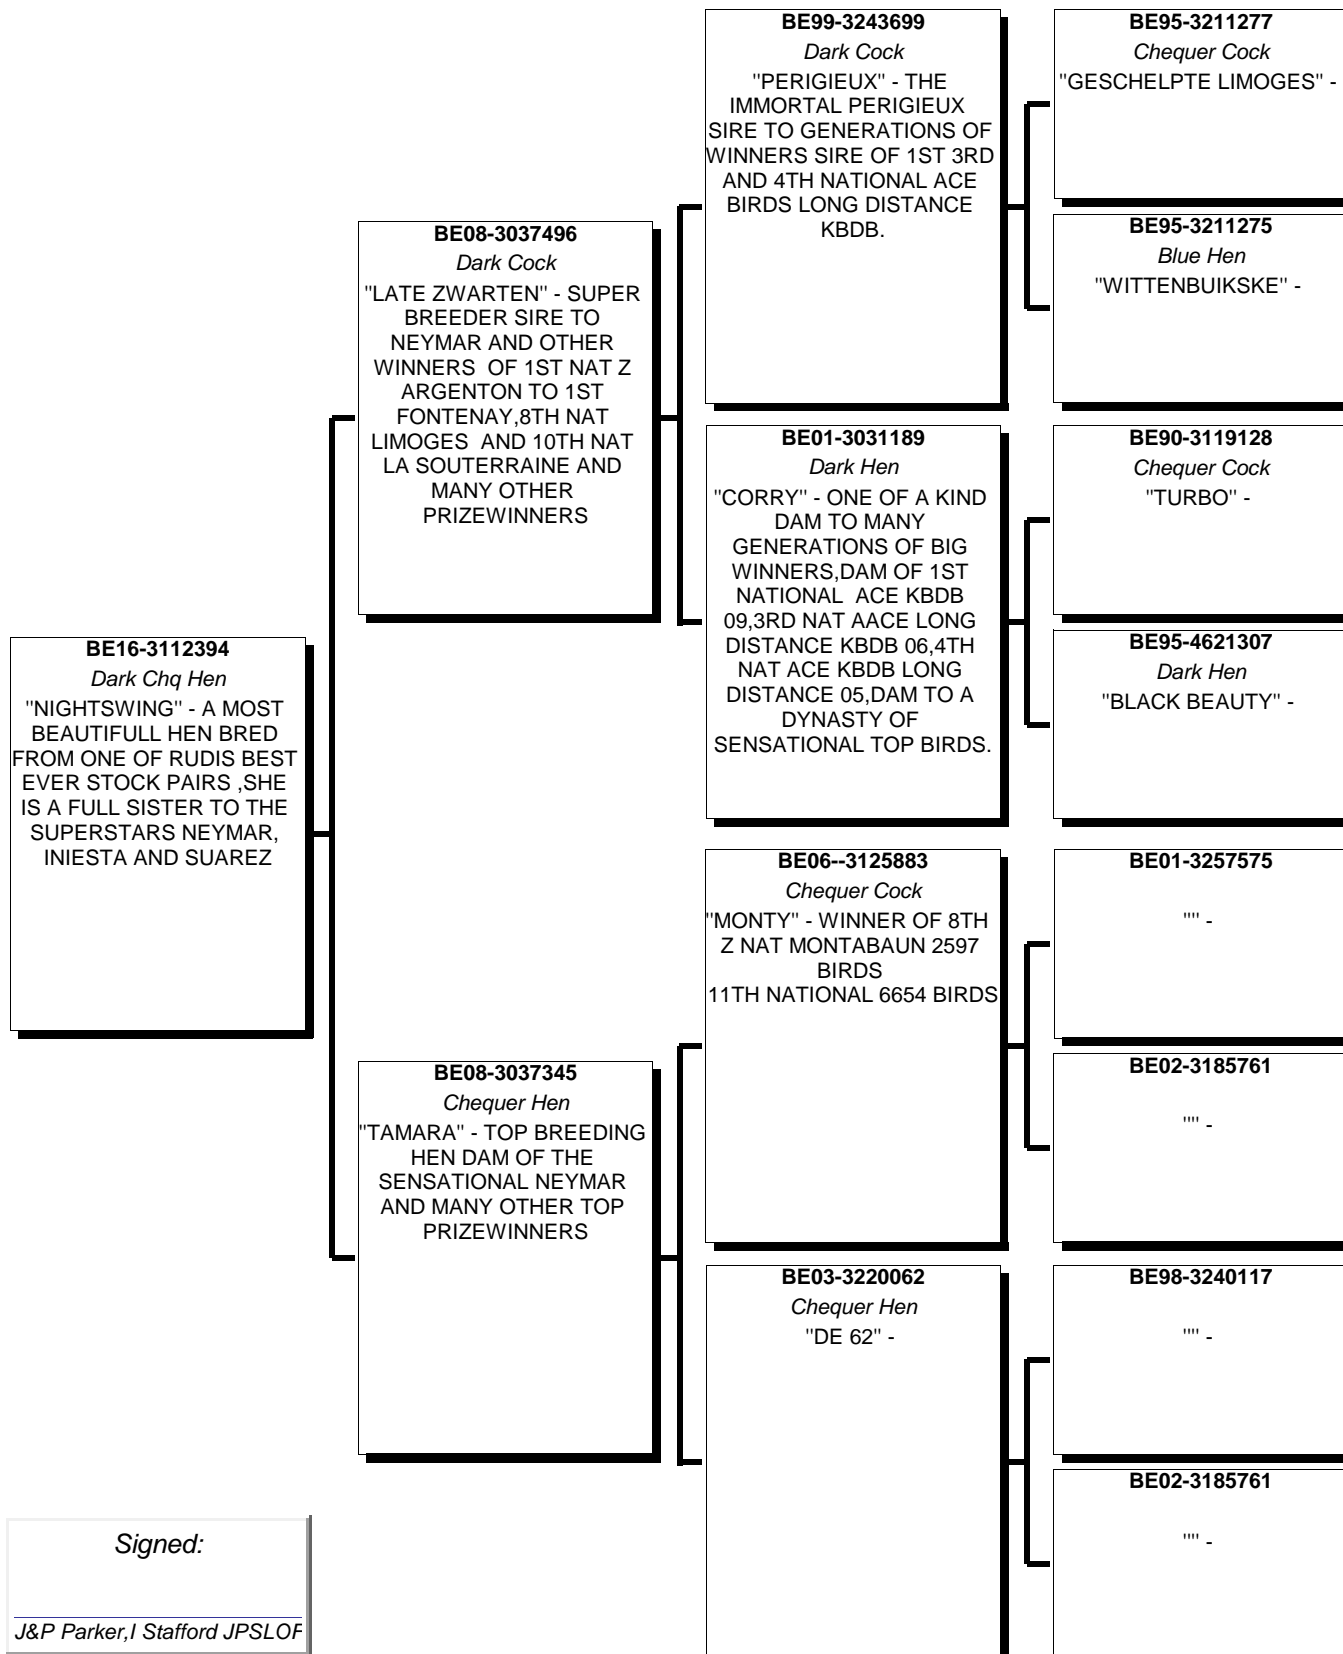 BE16-3112394
Dark Chq Hen
"NIGHTSWING" - A MOST
BEAUTIFULL HEN BRED
FROM ONE OF RUDIS BEST
EVER STOCK PAIRS ,SHE
IS A FULL SISTER TO THE
SUPERSTARS NEYMAR,
INIESTA AND SUAREZ
BE08-3037496
Dark Cock
"LATE ZWARTEN" - SUPER
BREEDER SIRE TO
NEYMAR AND OTHER
WINNERS  OF 1ST NAT Z
ARGENTON TO 1ST
FONTENAY,8TH NAT
LIMOGES  AND 10TH NAT
LA SOUTERRAINE AND
MANY OTHER
PRIZEWINNERS
BE08-3037345
Chequer Hen
"TAMARA" - TOP BREEDING
HEN DAM OF THE
SENSATIONAL NEYMAR
AND MANY OTHER TOP
PRIZEWINNERS
BE99-3243699
Dark Cock
"PERIGIEUX" - THE
IMMORTAL PERIGIEUX
SIRE TO GENERATIONS OF
WINNERS SIRE OF 1ST 3RD
AND 4TH NATIONAL ACE
BIRDS LONG DISTANCE
KBDB.
BE01-3031189
Dark Hen
"CORRY" - ONE OF A KIND
DAM TO MANY
GENERATIONS OF BIG
WINNERS,DAM OF 1ST
NATIONAL  ACE KBDB
09,3RD NAT AACE LONG
DISTANCE KBDB 06,4TH
NAT ACE KBDB LONG
DISTANCE 05,DAM TO A
DYNASTY OF
SENSATIONAL TOP BIRDS.
BE06--3125883
Chequer Cock
"MONTY" - WINNER OF 8TH
Z NAT MONTABAUN 2597
BIRDS
11TH NATIONAL 6654 BIRDS
BE03-3220062
Chequer Hen
"DE 62" -
BE95-3211277
Chequer Cock
"GESCHELPTE LIMOGES" -
BE95-3211275
Blue Hen
"WITTENBUIKSKE" -
BE90-3119128
Chequer Cock
"TURBO" -
BE95-4621307
Dark Hen
"BLACK BEAUTY" -
BE01-3257575
"" -
BE02-3185761
"" -
BE98-3240117
"" -
BE02-3185761
"" -
Signed:
J&P Parker,I Stafford JPSLOF